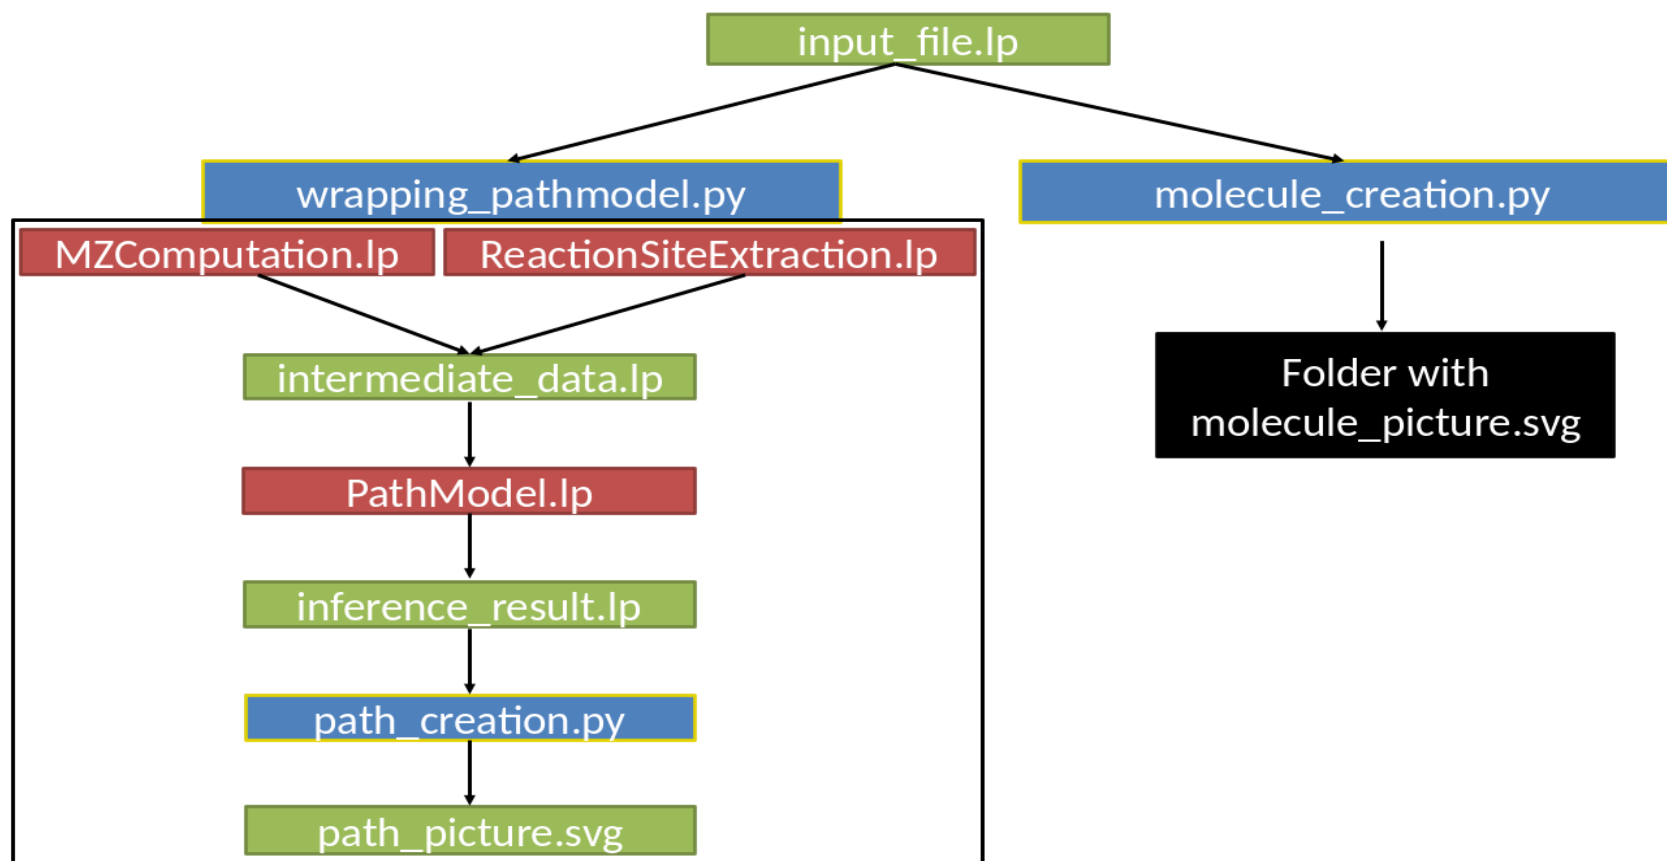 input_file.lp
wrapping_pathmodel.py
molecule_creation.py
MZComputation.lp
ReactionSiteExtraction.lp
intermediate_data.lp
Folder with
molecule_picture.svg
PathModel.lp
inference_result.lp
path_creation.py
path_picture.svg